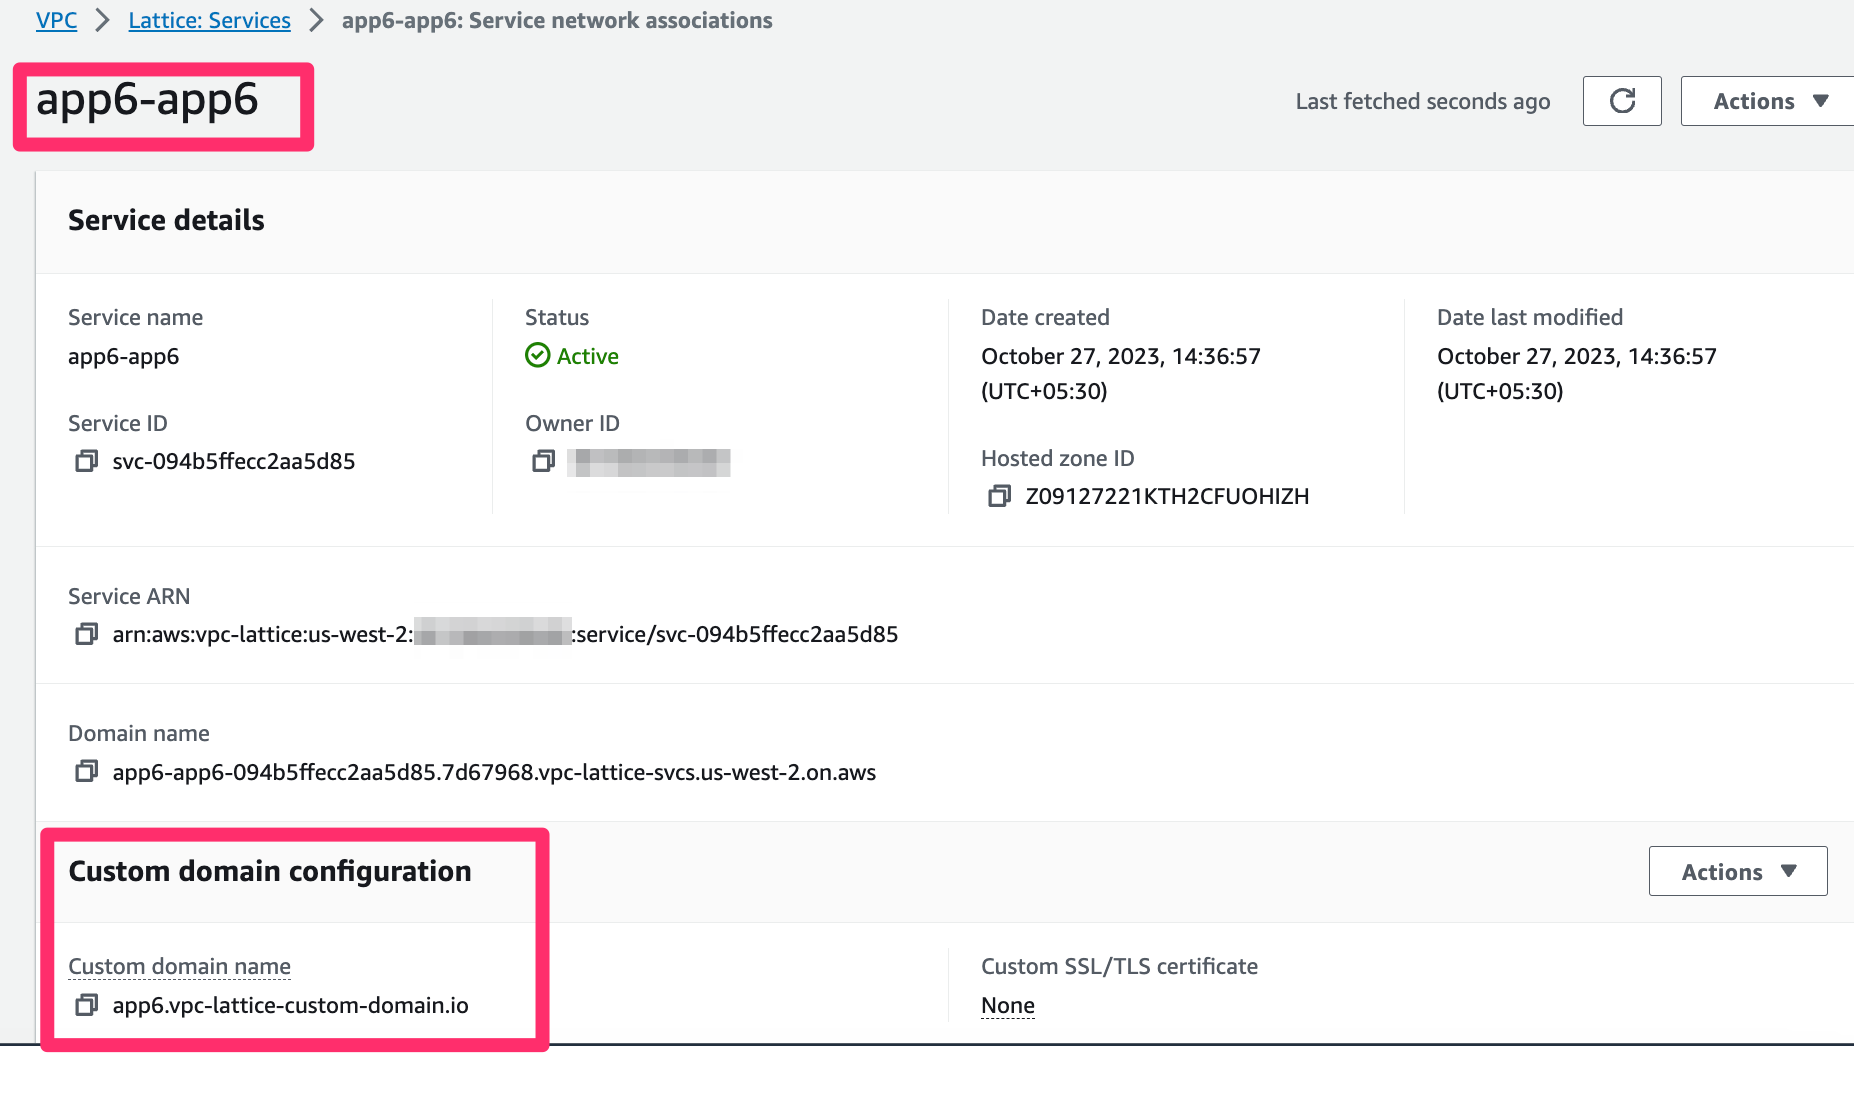 VPC > Lattice: Services > app6-app6: Service network associations
app6-app6
Last fetched seconds ago
Actions
Service details
Service name
app6-app6
Status
Active
Date created
October 27, 2023, 14:36:57
(UTC+05:30)
Date last modified
October 27, 2023, 14:36:57
(UTC+05:30)
Service ID
svc-094b5ffecc2aa5d85
Owner ID
Hosted zone ID
Z09127221KTH2CFUOHIZH
Service ARN
arn:aws:vpc-lattice:us-west-2: :service/svc-094b5ffecc2aa5d85
Domain name
app6-app6-094b5ffecc2aa5d85.7d67968.vpc-lattice-svcs.us-west-2.on.aws
Custom domain configuration
Actions
Custom domain name
app6.vpc-lattice-custom-domain.io
Custom SSL/TLS certificate
None